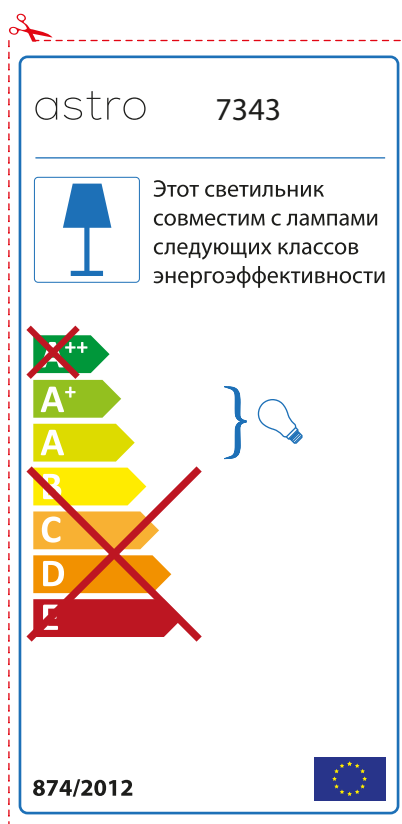 astro 7343
Этот светильник
совместим с лампами
следующих классов
энергоэффективности
A++
A+
A
B
C
D
E
874/2012